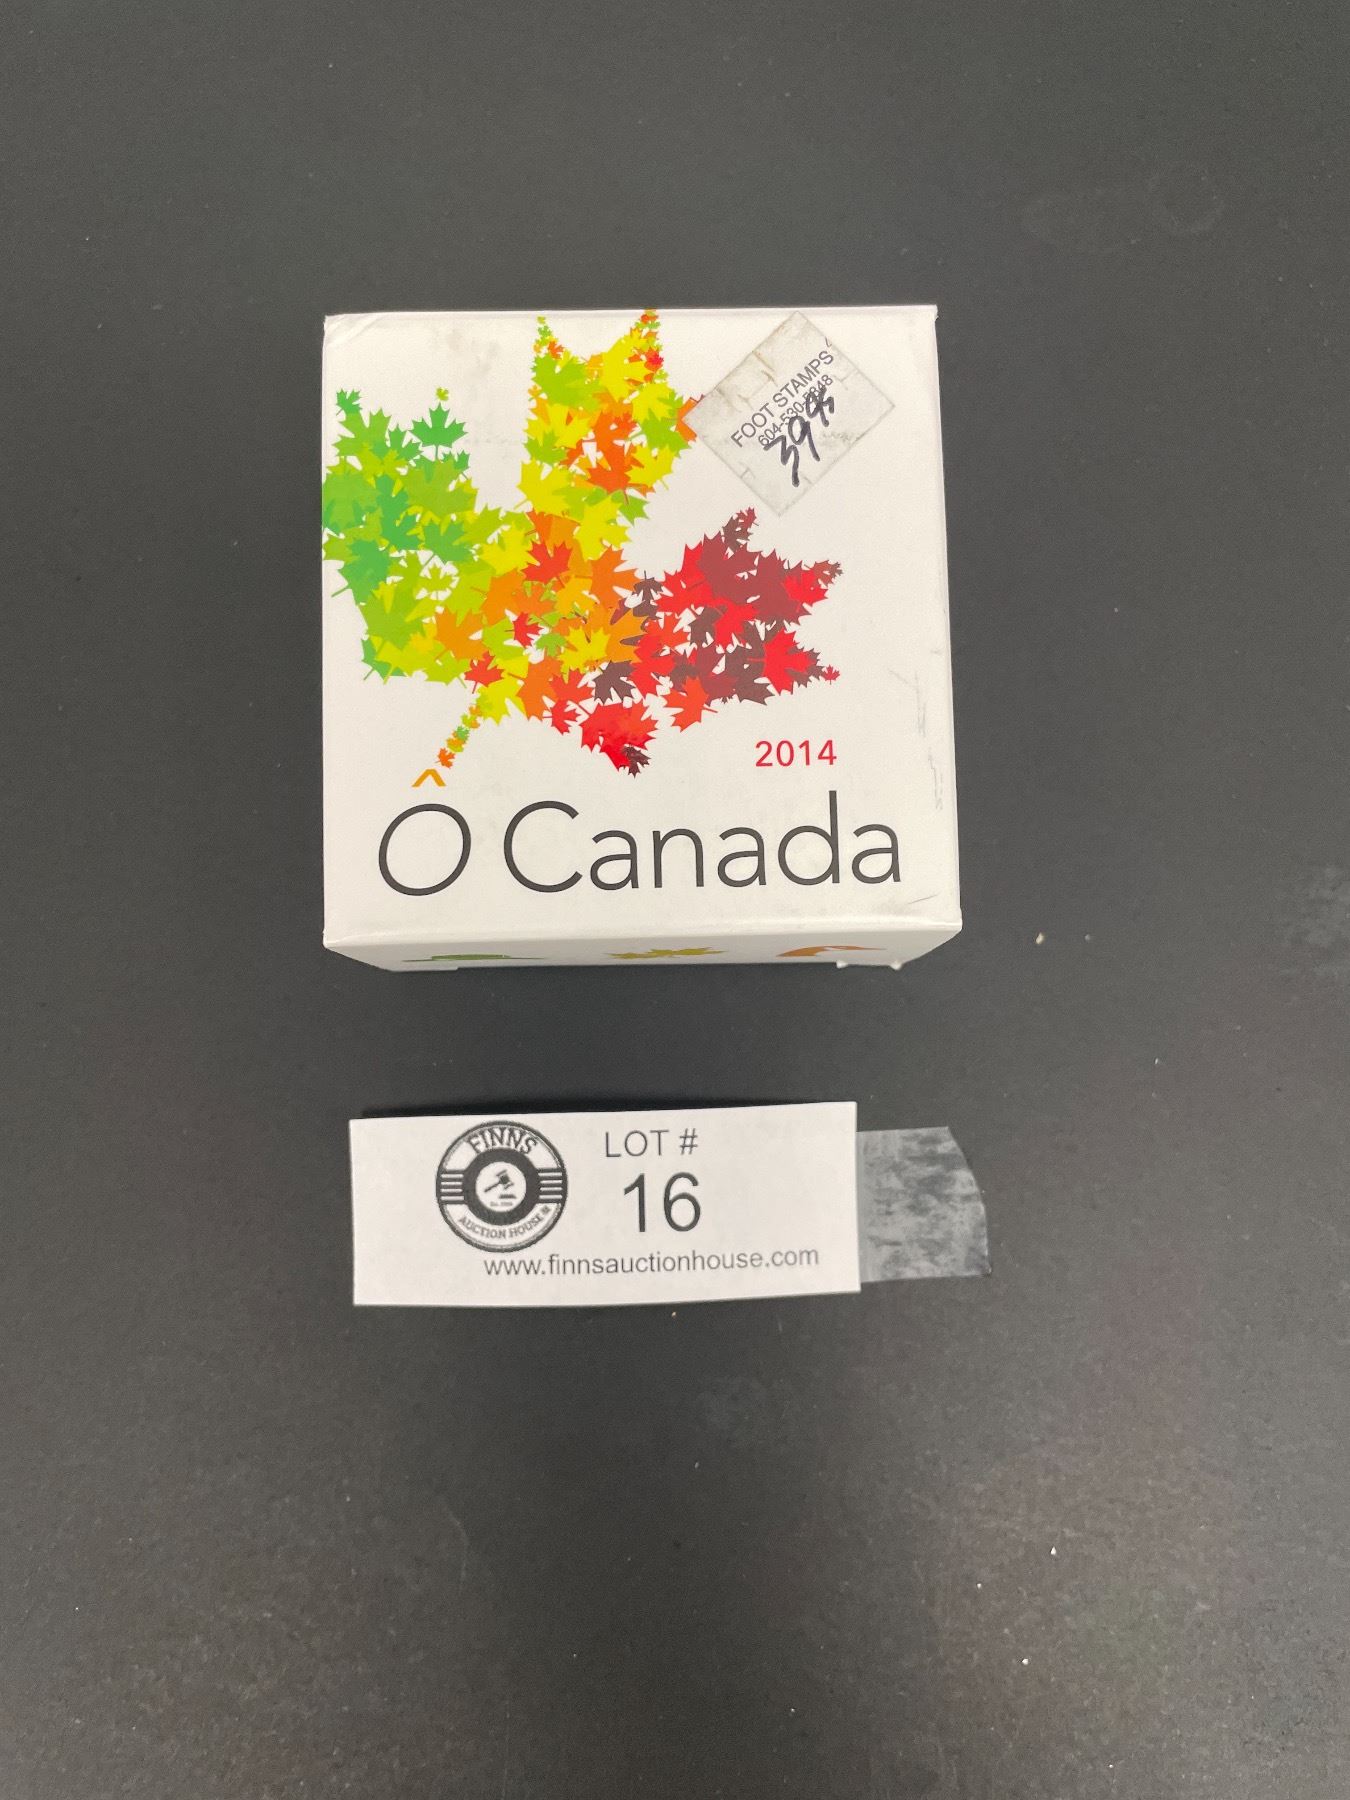 FOOT STAMPS
39 95
2014
Ô Canada
FINNS
AUCTION HOUSE
LOT #
16
www.finnsauctionhouse.com